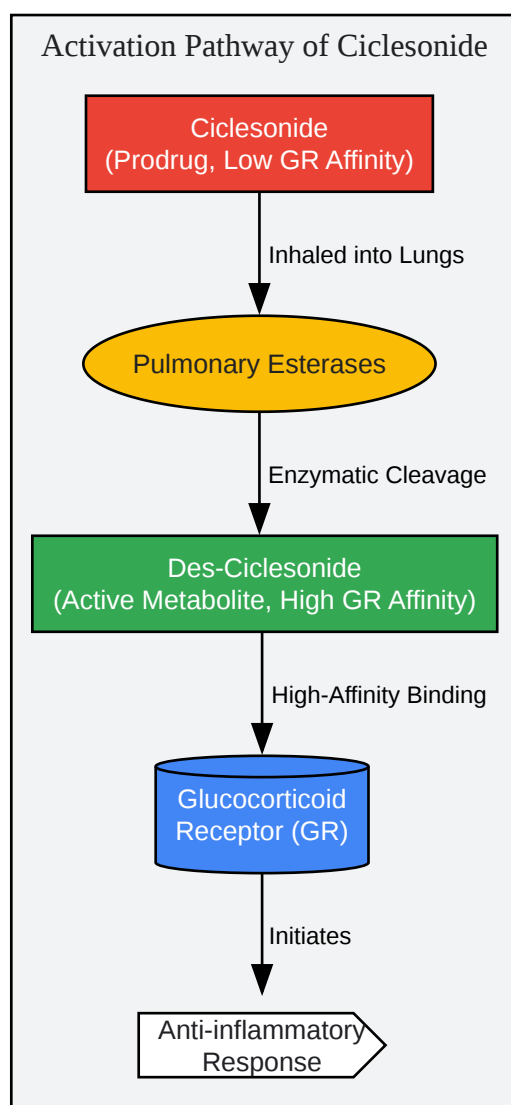 Activation Pathway of Ciclesonide
Ciclesonide
(Prodrug, Low GR Affinity)
Inhaled into Lungs
Pulmonary Esterases
Enzymatic Cleavage
Des-Ciclesonide
(Active Metabolite, High GR Affinity)
High-Affinity Binding
Glucocorticoid
Receptor (GR)
Initiates
Anti-inflammatory
Response